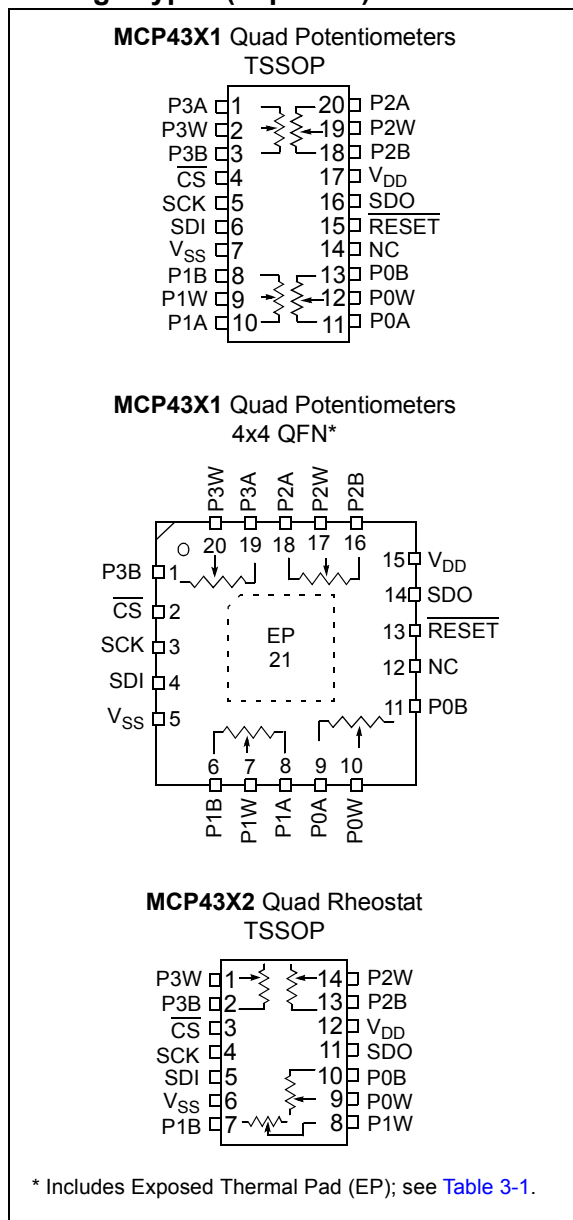 MCP43X1 Quad Potentiometers
TSSOP
P3A 1 20 P2A
P3W 2 19 P2W
P3B 3 18 P2B
CS 4 17 VDD
SCK 5 16 SDO
SDI 6 15 RESET
VSS 7 14 NC
P1B 8 13 P0B
P1W 9 12 P0W
P1A 10 11 P0A
MCP43X1 Quad Potentiometers
4x4 QFN*
P3W P3A P2A P2W P2B
20 19 18 17 16
P3B 1 15 VDD
CS 2 14 SDO
SCK 3 EP 13 RESET
SDI 4 21 12 NC
VSS 5 11 P0B
6 7 8 9 10
P1B P1W P1A P0A P0W
MCP43X2 Quad Rheostat
TSSOP
P3W 1 14 P2W
P3B 2 13 P2B
CS 3 12 VDD
SCK 4 11 SDO
SDI 5 10 P0B
VSS 6 9 P0W
P1B 7 8 P1W
* Includes Exposed Thermal Pad (EP); see Table 3-1.